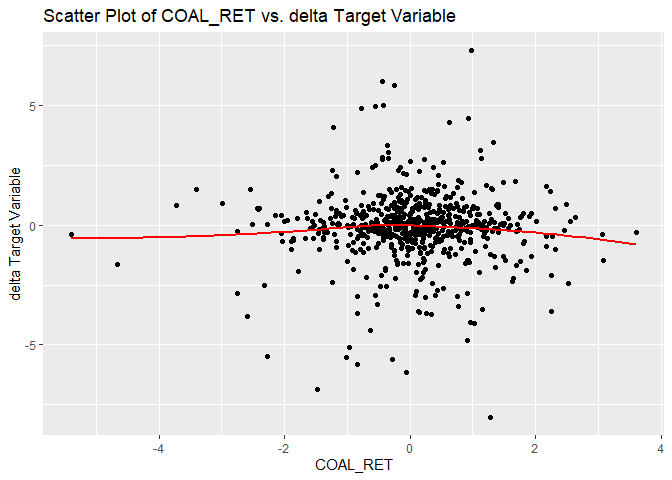 Scatter Plot of COAL_RET vs. delta Target Variable
delta Target Variable
5
0
-5
-4
-2
0
2
4
COAL_RET